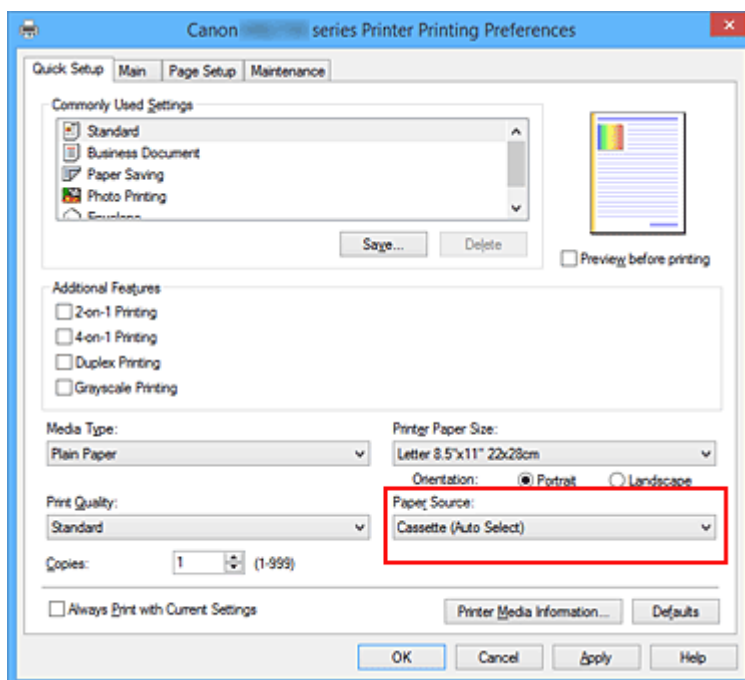 Canon series Printer Printing Preferences
Quick Setup Main Page Setup Maintenance
Commonly Used Settings
Standard
Business Document
Paper Saving
Photo Printing
Envelope
Save... Delete
Preview before printing
Additional Features
2-on-1 Printing
4-on-1 Printing
Duplex Printing
Grayscale Printing
Media Type:
Plain Paper
Printer Paper Size:
Letter 8.5"x11" 22x28cm
Orientation: Portrait Landscape
Print Quality:
Standard
Paper Source:
Cassette (Auto Select)
Copies: 1 (1-999)
Always Print with Current Settings
Printer Media Information... Defaults
OK Cancel Apply Help